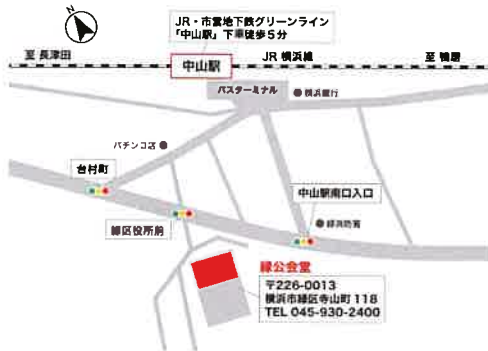 N
JR・市営地下鉄グリーンライン
「中山駅」下車徒歩5分
至 長津田
中山駅
JR 横浜線
至 鴨居
バスターミナル
横浜銀行
パチンコ店
台村町
中山駅南口入口
緑区役所前
緑消防署
緑公会堂
〒226-0013
横浜市緑区寺山町 118
TEL 045-930-2400